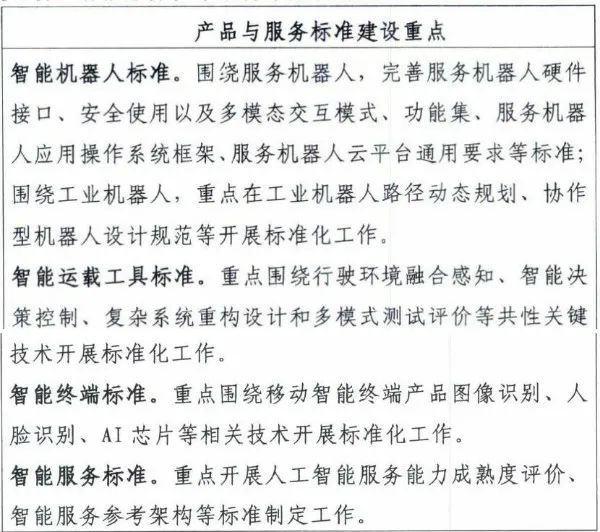 产品与服务标准建设重点
智能机器人标准。围绕服务机器人，完善服务机器人硬件
接口、安全使用以及多模态交互模式、功能集、服务机器
人应用操作系统框架、服务机器人云平台通用要求等标准；
围绕工业机器人，重点在工业机器人路径动态规划、协作
型机器人设计规范等开展标准化工作。
智能运载工具标准。重点围绕行驶环境融合感知、智能决
策控制、复杂系统重构设计和多模式测试评价等共性关键
技术开展标准化工作。
智能终端标准。重点围绕移动智能终端产品图像识别、人
脸识别、AI 芯片等相关技术开展标准化工作。
智能服务标准。重点开展人工智能服务能力成熟度评价、
智能服务参考架构等标准制定工作。